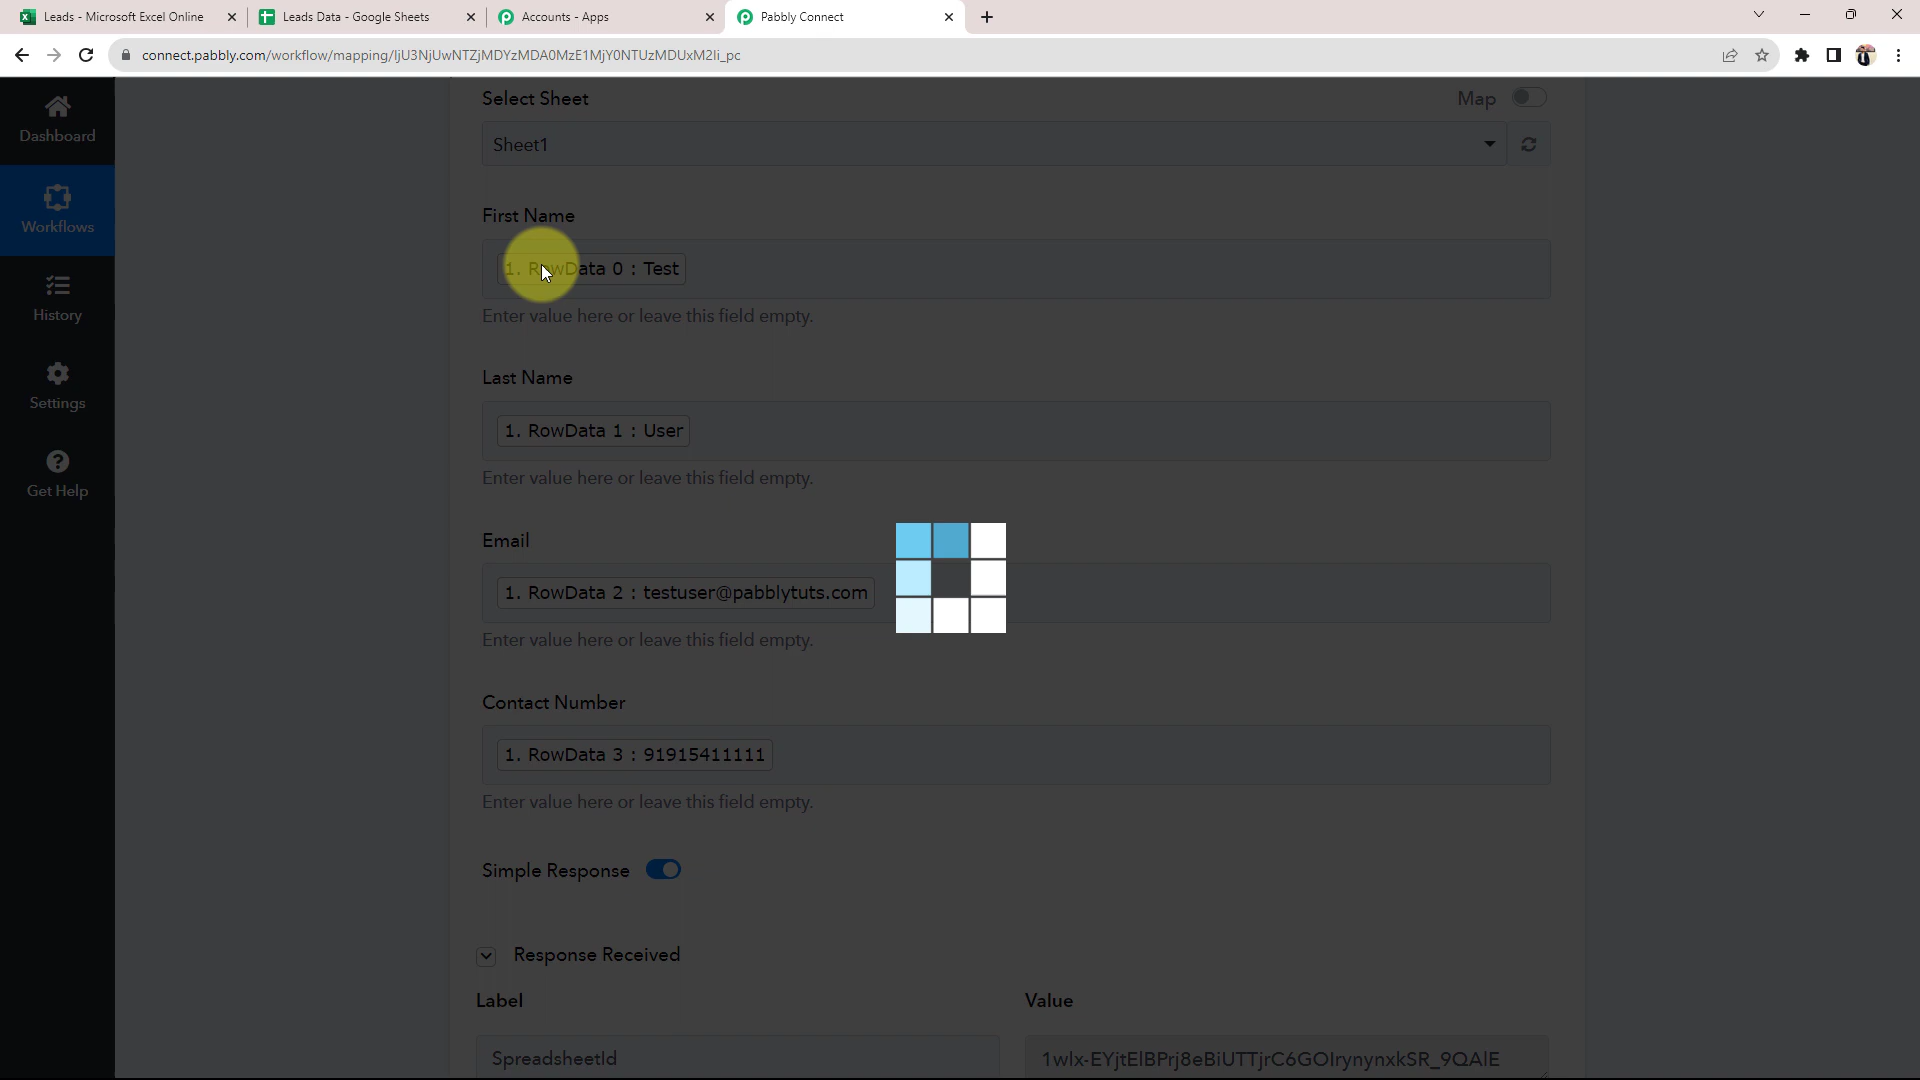 Leads - Microsoft Excel Online
Leads Data - Google Sheets
Accounts - Apps
Pabbly Connect
connect.pabbly.com/workflow/mapping/IjU3NjUwNTZjMDYzMDA0MzE1MjY0NTUzMDUxM2Ii_pc
Dashboard
Workflows
History
Settings
Get Help
Select Sheet
Map
Sheet1
First Name
1. RowData 0 : Test
Enter value here or leave this field empty.
Last Name
1. RowData 1 : User
Enter value here or leave this field empty.
Email
1. RowData 2 : testuser@pabblytuts.com
Enter value here or leave this field empty.
Contact Number
1. RowData 3 : 91915411111
Enter value here or leave this field empty.
Simple Response
Response Received
Label
Value
SpreadsheetId
1wlx-EYjtElBPrj8eBiUTTjrC6GOIrynynxkSR_9QAlE